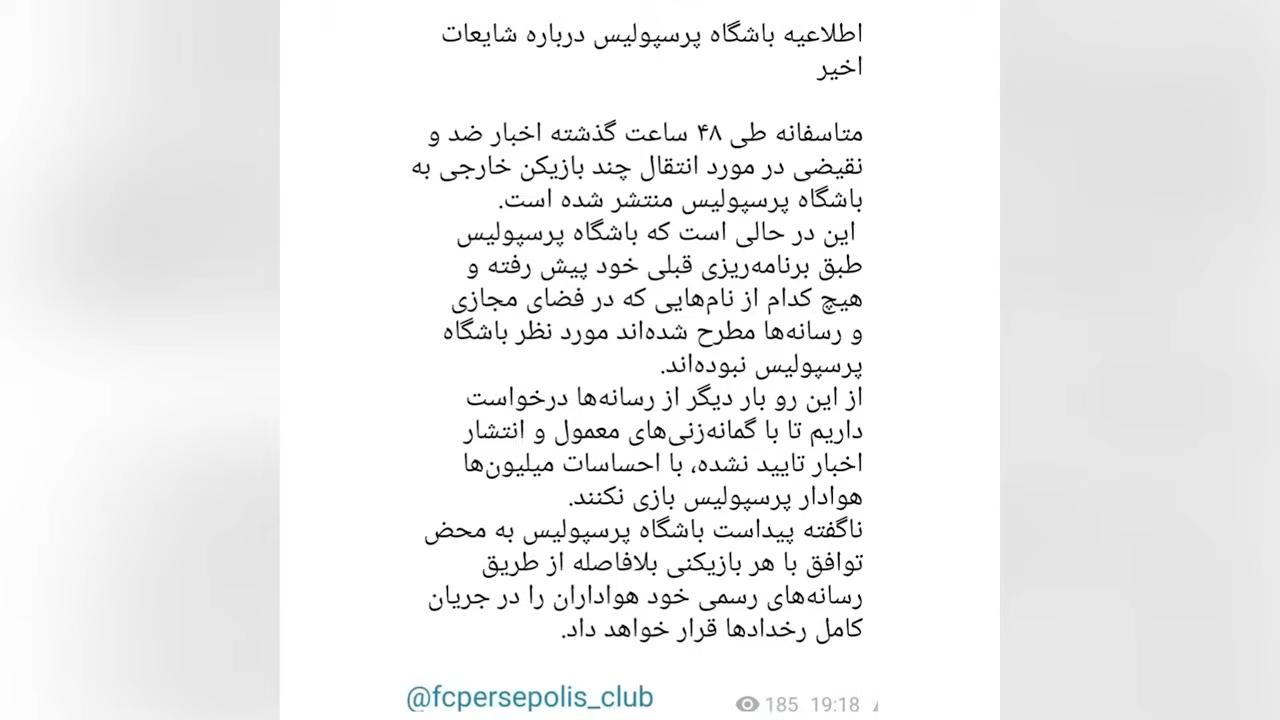 اطلاعیه باشگاه پرسپولیس درباره شایعات
اخیر
متاسفانه طی ۴۸ ساعت گذشته اخبار ضد و
نقیضی در مورد انتقال چند بازیکن خارجی به
باشگاه پرسپولیس منتشر شده است.
این در حالی است که باشگاه پرسپولیس
طبق برنامه‌ریزی قبلی خود پیش رفته و
هیچ کدام از نام‌هایی که در فضای مجازی
و رسانه‌ها مطرح شده‌اند مورد نظر باشگاه
پرسپولیس نبوده‌اند.
از این رو بار دیگر از رسانه‌ها درخواست
داریم تا با گمانه‌زنی‌های معمول و انتشار
اخبار تایید نشده، با احساسات میلیون‌ها
هوادار پرسپولیس بازی نکنند.
ناگفته پیداست باشگاه پرسپولیس به محض
توافق با هر بازیکنی بلافاصله از طریق
رسانه‌های رسمی خود هواداران را در جریان
کامل رخدادها قرار خواهد داد.
@fcpersepolis_club
185 19:18